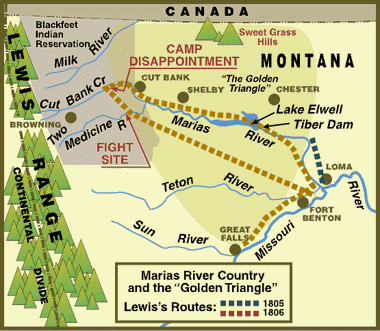 CANADA
Blackfeet
Indian
Reservation
Milk River
Sweet Grass
Hills
CAMP
DISAPPOINTMENT
MONTANA
LEWIS RANGE
Cut Bank Cr
CUT BANK
"The Golden
Triangle"
SHELBY
CHESTER
Lake Elwell
Tiber Dam
BROWNING
Two Medicine R
Marias River
FIGHT
SITE
CONTINENTAL DIVIDE
Teton River
LOMA
River
FORT
BENTON
Sun River
GREAT
FALLS
Missouri
Marias River Country
and the "Golden Triangle"
Lewis's Routes: 1805
1806